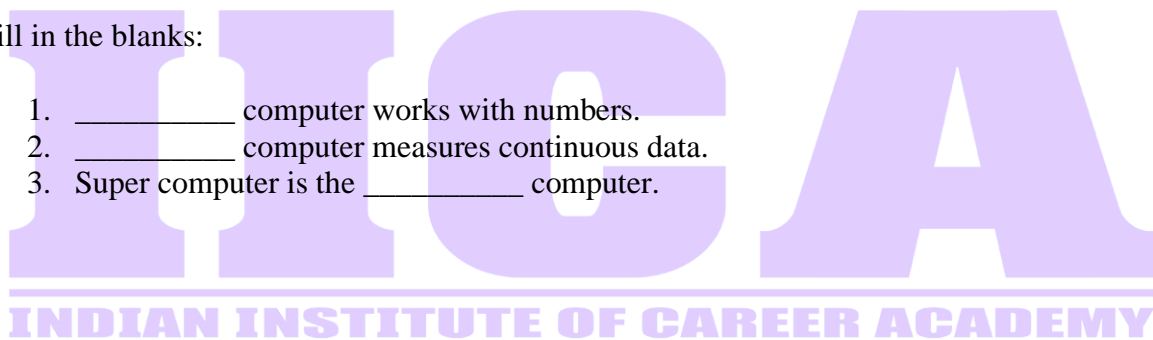 ill in the blanks:
1. __________ computer works with numbers.
2. __________ computer measures continuous data.
3. Super computer is the __________ computer.
IICA
INDIAN INSTITUTE OF CAREER ACADEMY